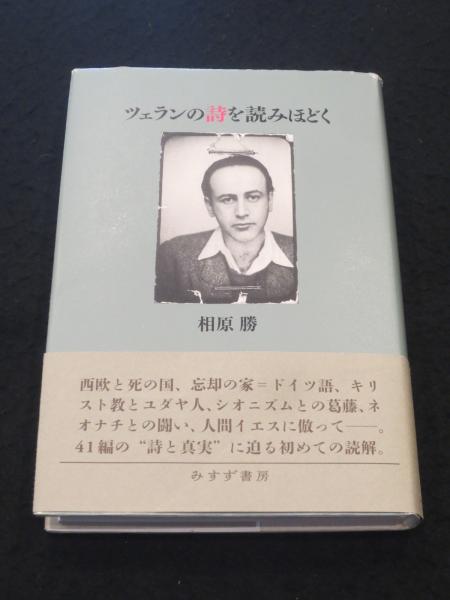 ツェランの詩を読みほどく
相原 勝
西欧と死の国、忘却の家=ドイツ語、キリ
スト教とユダヤ人、シオニズムとの葛藤、ネ
オナチとの闘い、人間イエスに倣って――。
41編の“詩と真実”に迫る初めての読解。
みすず書房